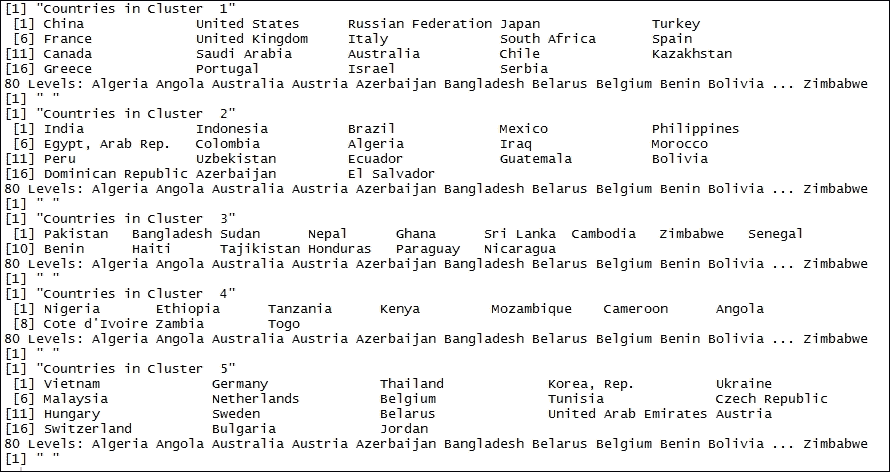 [1] "Countries in Cluster  1"
 [1] China              United States      Russian Federation Japan              Turkey
 [6] France             United Kingdom     Italy              South Africa       Spain
[11] Canada             Saudi Arabia       Australia          Chile              Kazakhstan
[16] Greece             Portugal           Israel             Serbia
80 Levels: Algeria Angola Australia Austria Azerbaijan Bangladesh Belarus Belgium Benin Bolivia ... Zimbabwe
[1] " "
[1] "Countries in Cluster  2"
 [1] India              Indonesia          Brazil             Mexico             Philippines
 [6] Egypt, Arab Rep.   Colombia           Algeria            Iraq               Morocco
[11] Peru               Uzbekistan         Ecuador            Guatemala          Bolivia
[16] Dominican Republic Azerbaijan         El Salvador
80 Levels: Algeria Angola Australia Austria Azerbaijan Bangladesh Belarus Belgium Benin Bolivia ... Zimbabwe
[1] " "
[1] "Countries in Cluster  3"
 [1] Pakistan   Bangladesh Sudan      Nepal      Ghana      Sri Lanka  Cambodia   Zimbabwe   Senegal
[10] Benin      Haiti      Tajikistan Honduras   Paraguay   Nicaragua
80 Levels: Algeria Angola Australia Austria Azerbaijan Bangladesh Belarus Belgium Benin Bolivia ... Zimbabwe
[1] " "
[1] "Countries in Cluster  4"
 [1] Nigeria       Ethiopia      Tanzania      Kenya         Mozambique    Cameroon      Angola
 [8] Cote d'Ivoire Zambia        Togo
80 Levels: Algeria Angola Australia Austria Azerbaijan Bangladesh Belarus Belgium Benin Bolivia ... Zimbabwe
[1] " "
[1] "Countries in Cluster  5"
 [1] Vietnam              Germany              Thailand             Korea, Rep.          Ukraine
 [6] Malaysia             Netherlands          Belgium              Tunisia              Czech Republic
[11] Hungary              Sweden               Belarus              United Arab Emirates Austria
[16] Switzerland          Bulgaria             Jordan
80 Levels: Algeria Angola Australia Austria Azerbaijan Bangladesh Belarus Belgium Benin Bolivia ... Zimbabwe
[1] " "